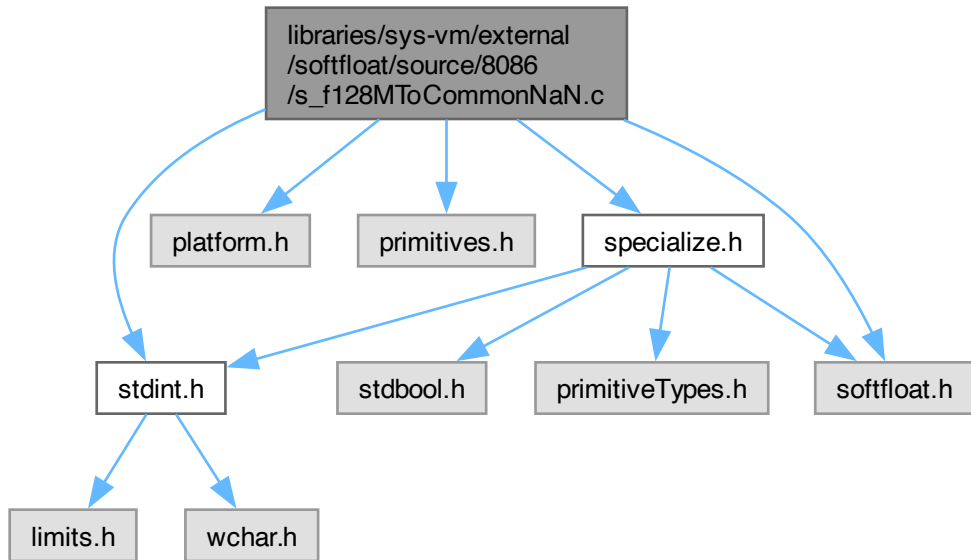 libraries/sys-vm/external
/softfloat/source/8086
/s_f128MToCommonNaN.c
platform.h
primitives.h
specialize.h
stdint.h
stdbool.h
primitiveTypes.h
softfloat.h
limits.h
wchar.h